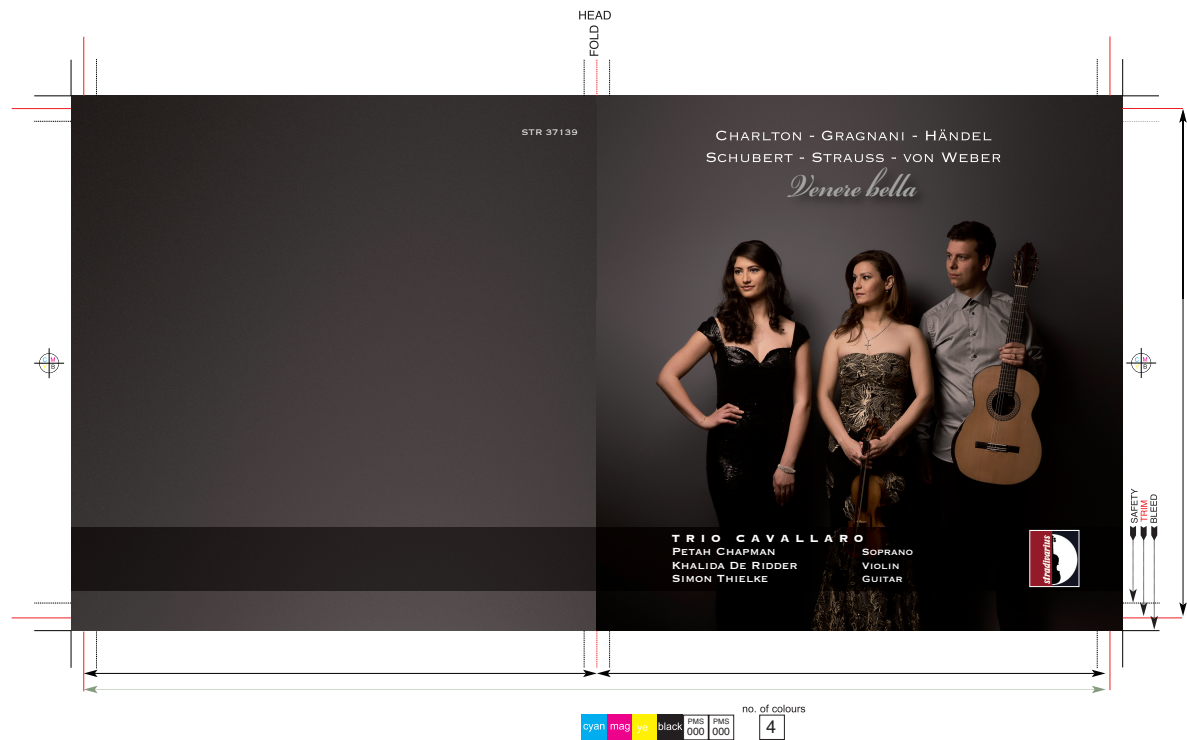 HEAD
FOLD
STR 37139
CHARLTON - GRAGNANI - HÄNDEL
SCHUBERT - STRAUSS - VON WEBER
Venere bella
TRIO CAVALLARO
PETAH CHAPMAN SOPRANO
KHALIDA DE RIDDER VIOLIN
SIMON THIELKE GUITAR
stradivarius
SAFETY
TRIM
BLEED
C M
Y B
C M
Y B
no. of colours
cyan mag ye black PMS 000 PMS 000 4